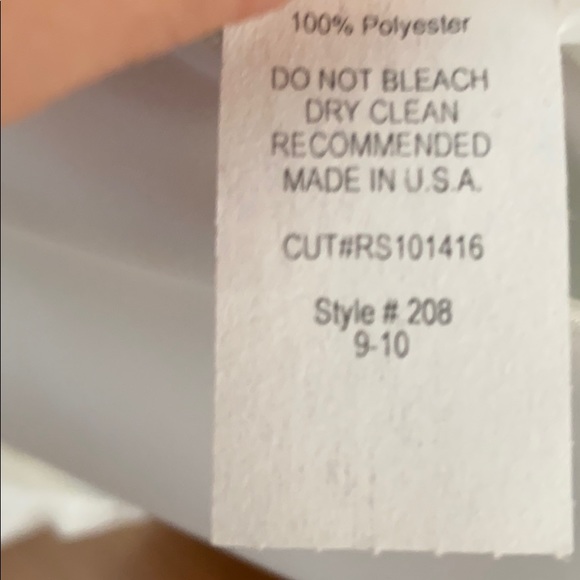 100% Polyester
DO NOT BLEACH
DRY CLEAN
RECOMMENDED
MADE IN U.S.A.
CUT#RS101416
Style # 208
9-10